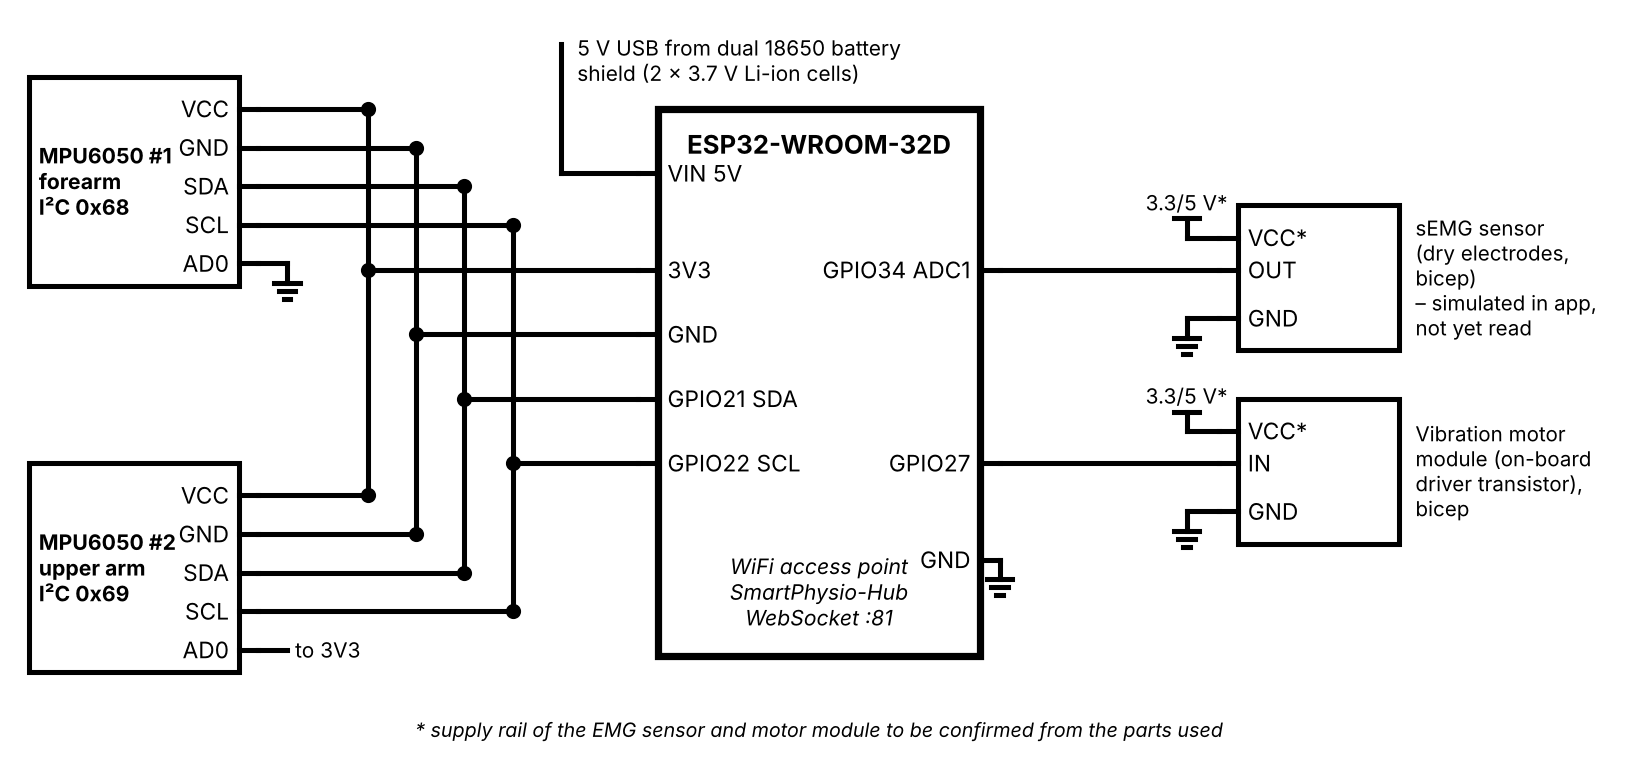 5 V USB from dual 18650 battery
shield (2 × 3.7 V Li-ion cells)
VCC
GND
SDA
SCL
AD0
MPU6050 #1
forearm
I²C 0x68
VCC
GND
SDA
SCL
AD0
MPU6050 #2
upper arm
I²C 0x69
to 3V3
ESP32-WROOM-32D
VIN 5V
3V3
GND
GPIO21 SDA
GPIO22 SCL
GPIO34 ADC1
GPIO27
GND
WiFi access point
SmartPhysio-Hub
WebSocket :81
3.3/5 V*
VCC*
OUT
GND
sEMG sensor
(dry electrodes,
bicep)
– simulated in app,
not yet read
3.3/5 V*
VCC*
IN
GND
Vibration motor
module (on-board
driver transistor),
bicep
* supply rail of the EMG sensor and motor module to be confirmed from the parts used